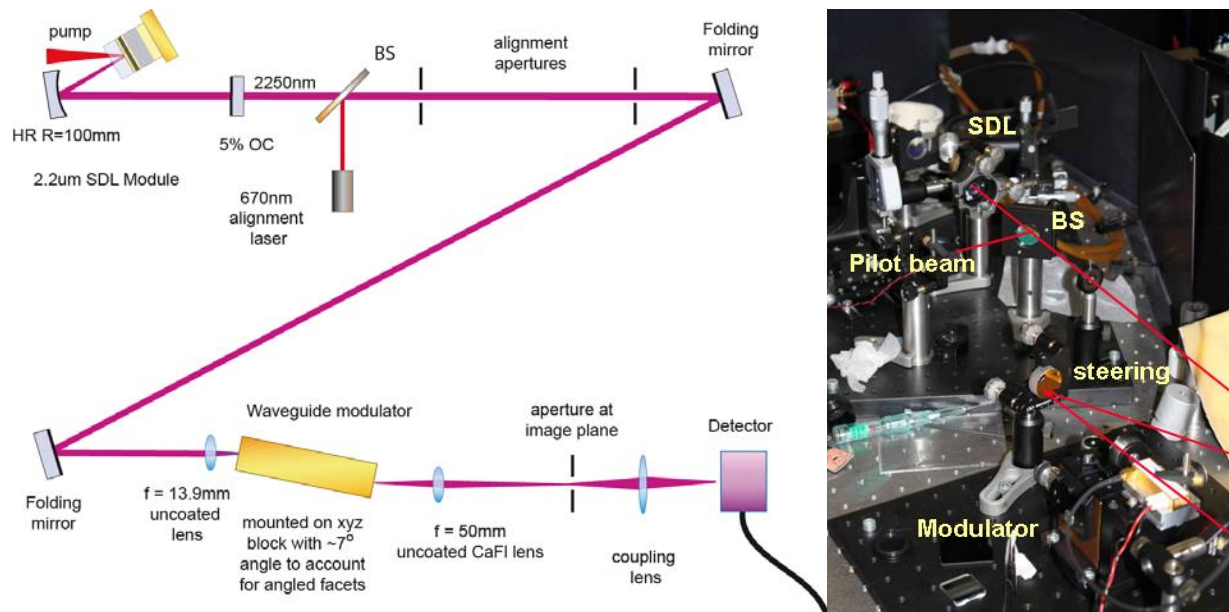 pump
HR R=100mm
2.2um SDL Module
5% OC
2250nm
BS
670nm
alignment
laser
alignment
apertures
Folding
mirror
Folding
mirror
f = 13.9mm
uncoated
lens
Waveguide modulator
mounted on xyz
block with ~7°
angle to account
for angled facets
f = 50mm
uncoated CaFl lens
aperture at
image plane
coupling
lens
Detector
SDL
BS
Pilot beam
steering
Modulator